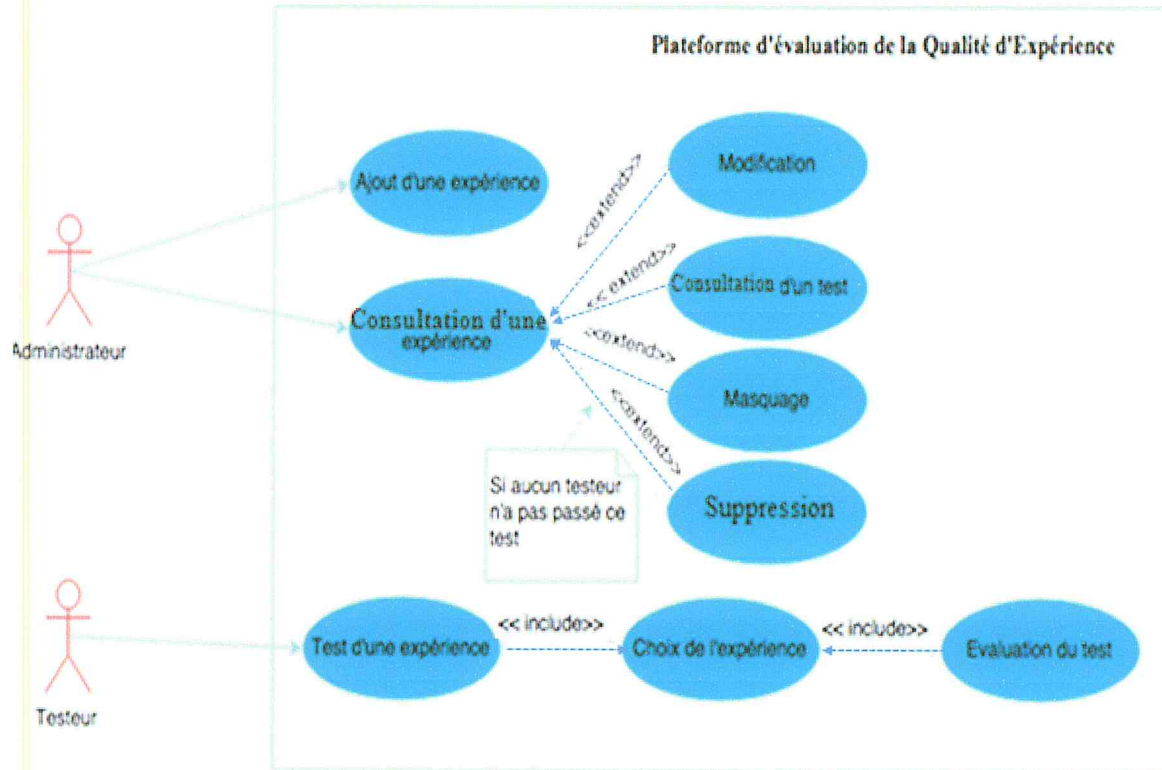 Plateforme d'évaluation de la Qualité d'Expérience
Ajout d'une expérience
Modification
<<extend>>
Consultation d'un test
<< extend>>
Consultation d'une
expérience
<<extend>>
Administrateur
Masquage
<<extend>>
Si aucun testeur
n'a pas passé ce
test
Suppression
Test d'une expérience
<< include>>
Choix de l'expérience
<< include>>
Evaluation du test
Testeur